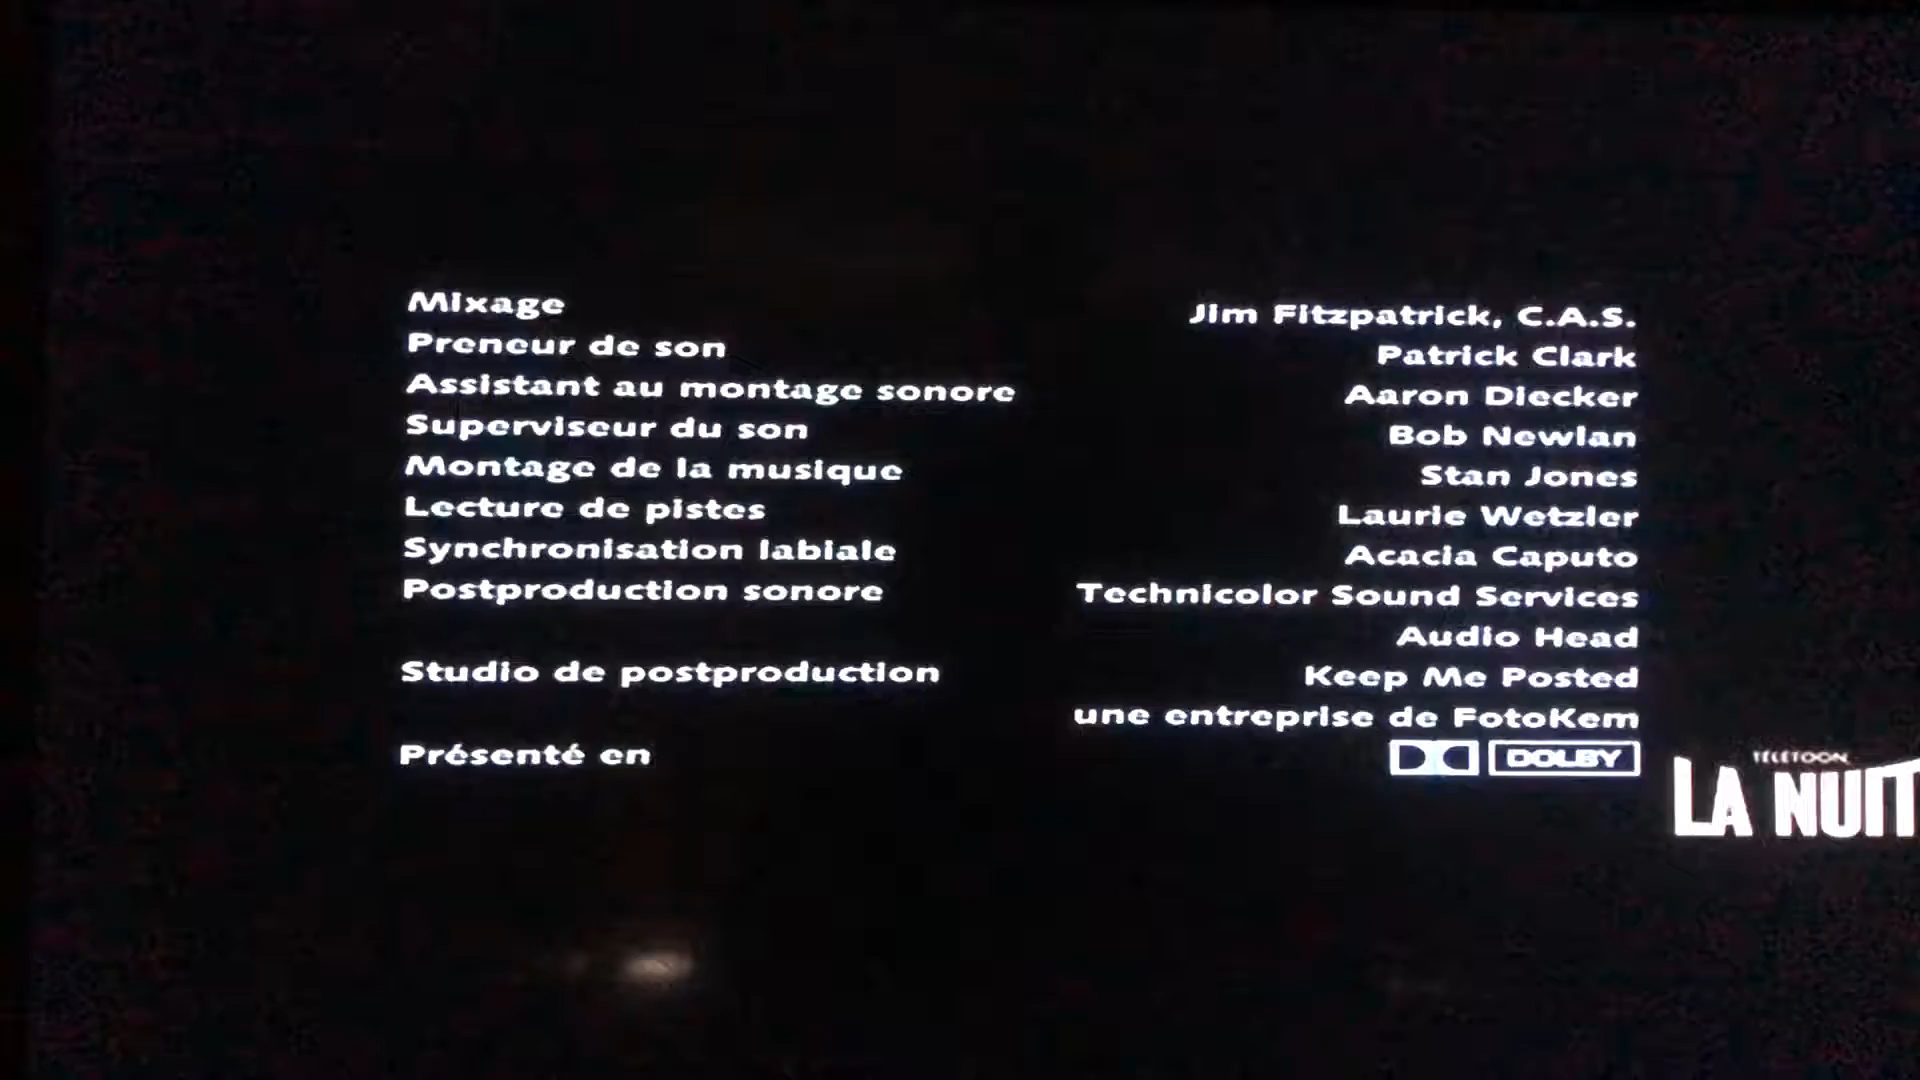 Mixage Jim Fitzpatrick, C.A.S.
Preneur de son Patrick Clark
Assistant au montage sonore Aaron Diecker
Superviseur du son Bob Newlan
Montage de la musique Stan Jones
Lecture de pistes Laurie Wetzler
Synchronisation labiale Acacia Caputo
Postproduction sonore Technicolor Sound Services
Audio Head
Studio de postproduction Keep Me Posted
une entreprise de FotoKem
Présenté en DOLBY
TELETOON
LA NUIT